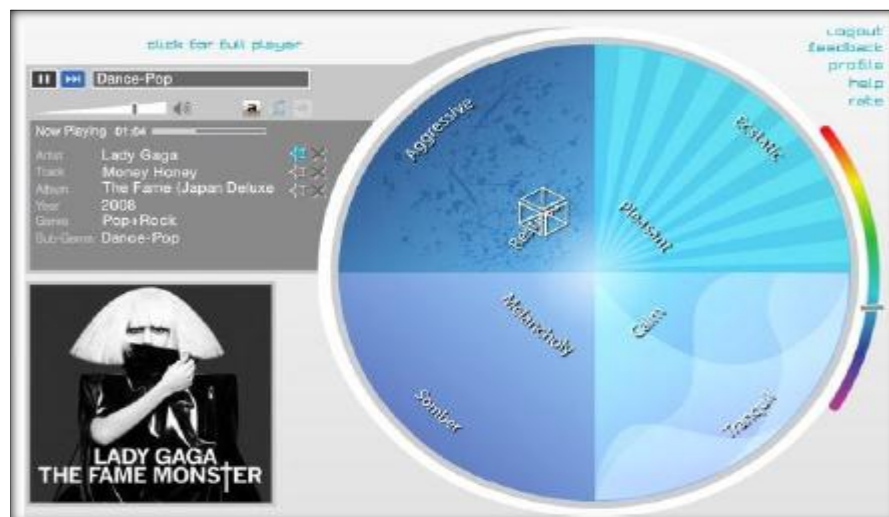 click for full player
Logout
feedback
profile
help
rate
Dance-Pop
Now Playing 01:04
Artist Lady Gaga
Track Money Honey
Album The Fame (Japan Deluxe
Year 2008
Genre Pop+Rock
Sub-Genre Dance-Pop
Aggressive
Ecstatic
Pleasant
Melancholy
Calm
Somber
Tranquil
LADY GAGA
THE FAME MONSTER